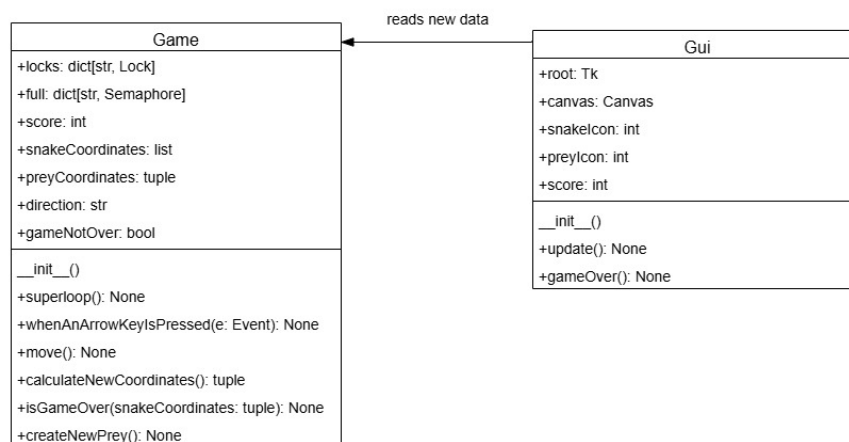 reads new data
Game
+locks: dict[str, Lock]
+full: dict[str, Semaphore]
+score: int
+snakeCoordinates: list
+preyCoordinates: tuple
+direction: str
+gameNotOver: bool
__init__()
+superloop(): None
+whenAnArrowKeyIsPressed(e: Event): None
+move(): None
+calculateNewCoordinates(): tuple
+isGameOver(snakeCoordinates: tuple): None
+createNewPrey(): None
Gui
+root: Tk
+canvas: Canvas
+snakeIcon: int
+preyIcon: int
+score: int
__init__()
+update(): None
+gameOver(): None